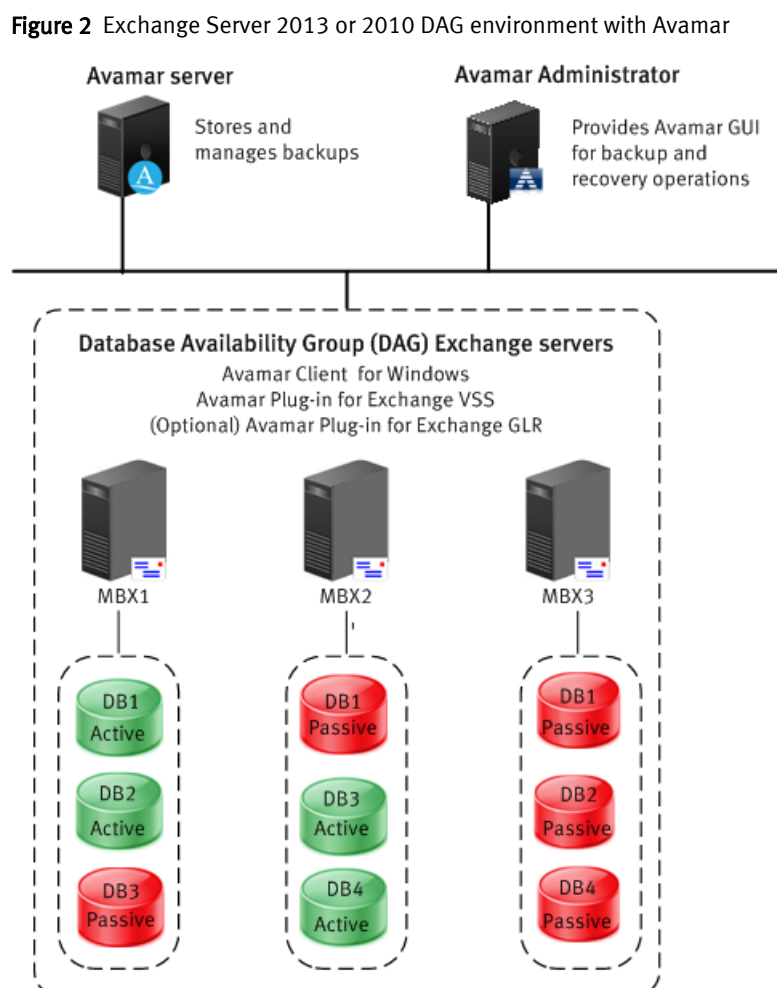 Figure 2 Exchange Server 2013 or 2010 DAG environment with Avamar
Avamar server
Stores and
manages backups
Avamar Administrator
Provides Avamar GUI
for backup and
recovery operations
A
Database Availability Group (DAG) Exchange servers
Avamar Client for Windows
Avamar Plug-in for Exchange VSS
(Optional) Avamar Plug-in for Exchange GLR
MBX1
MBX2
MBX3
DB1
Active
DB2
Active
DB3
Passive
DB1
Passive
DB3
Active
DB4
Active
DB1
Passive
DB2
Passive
DB4
Passive